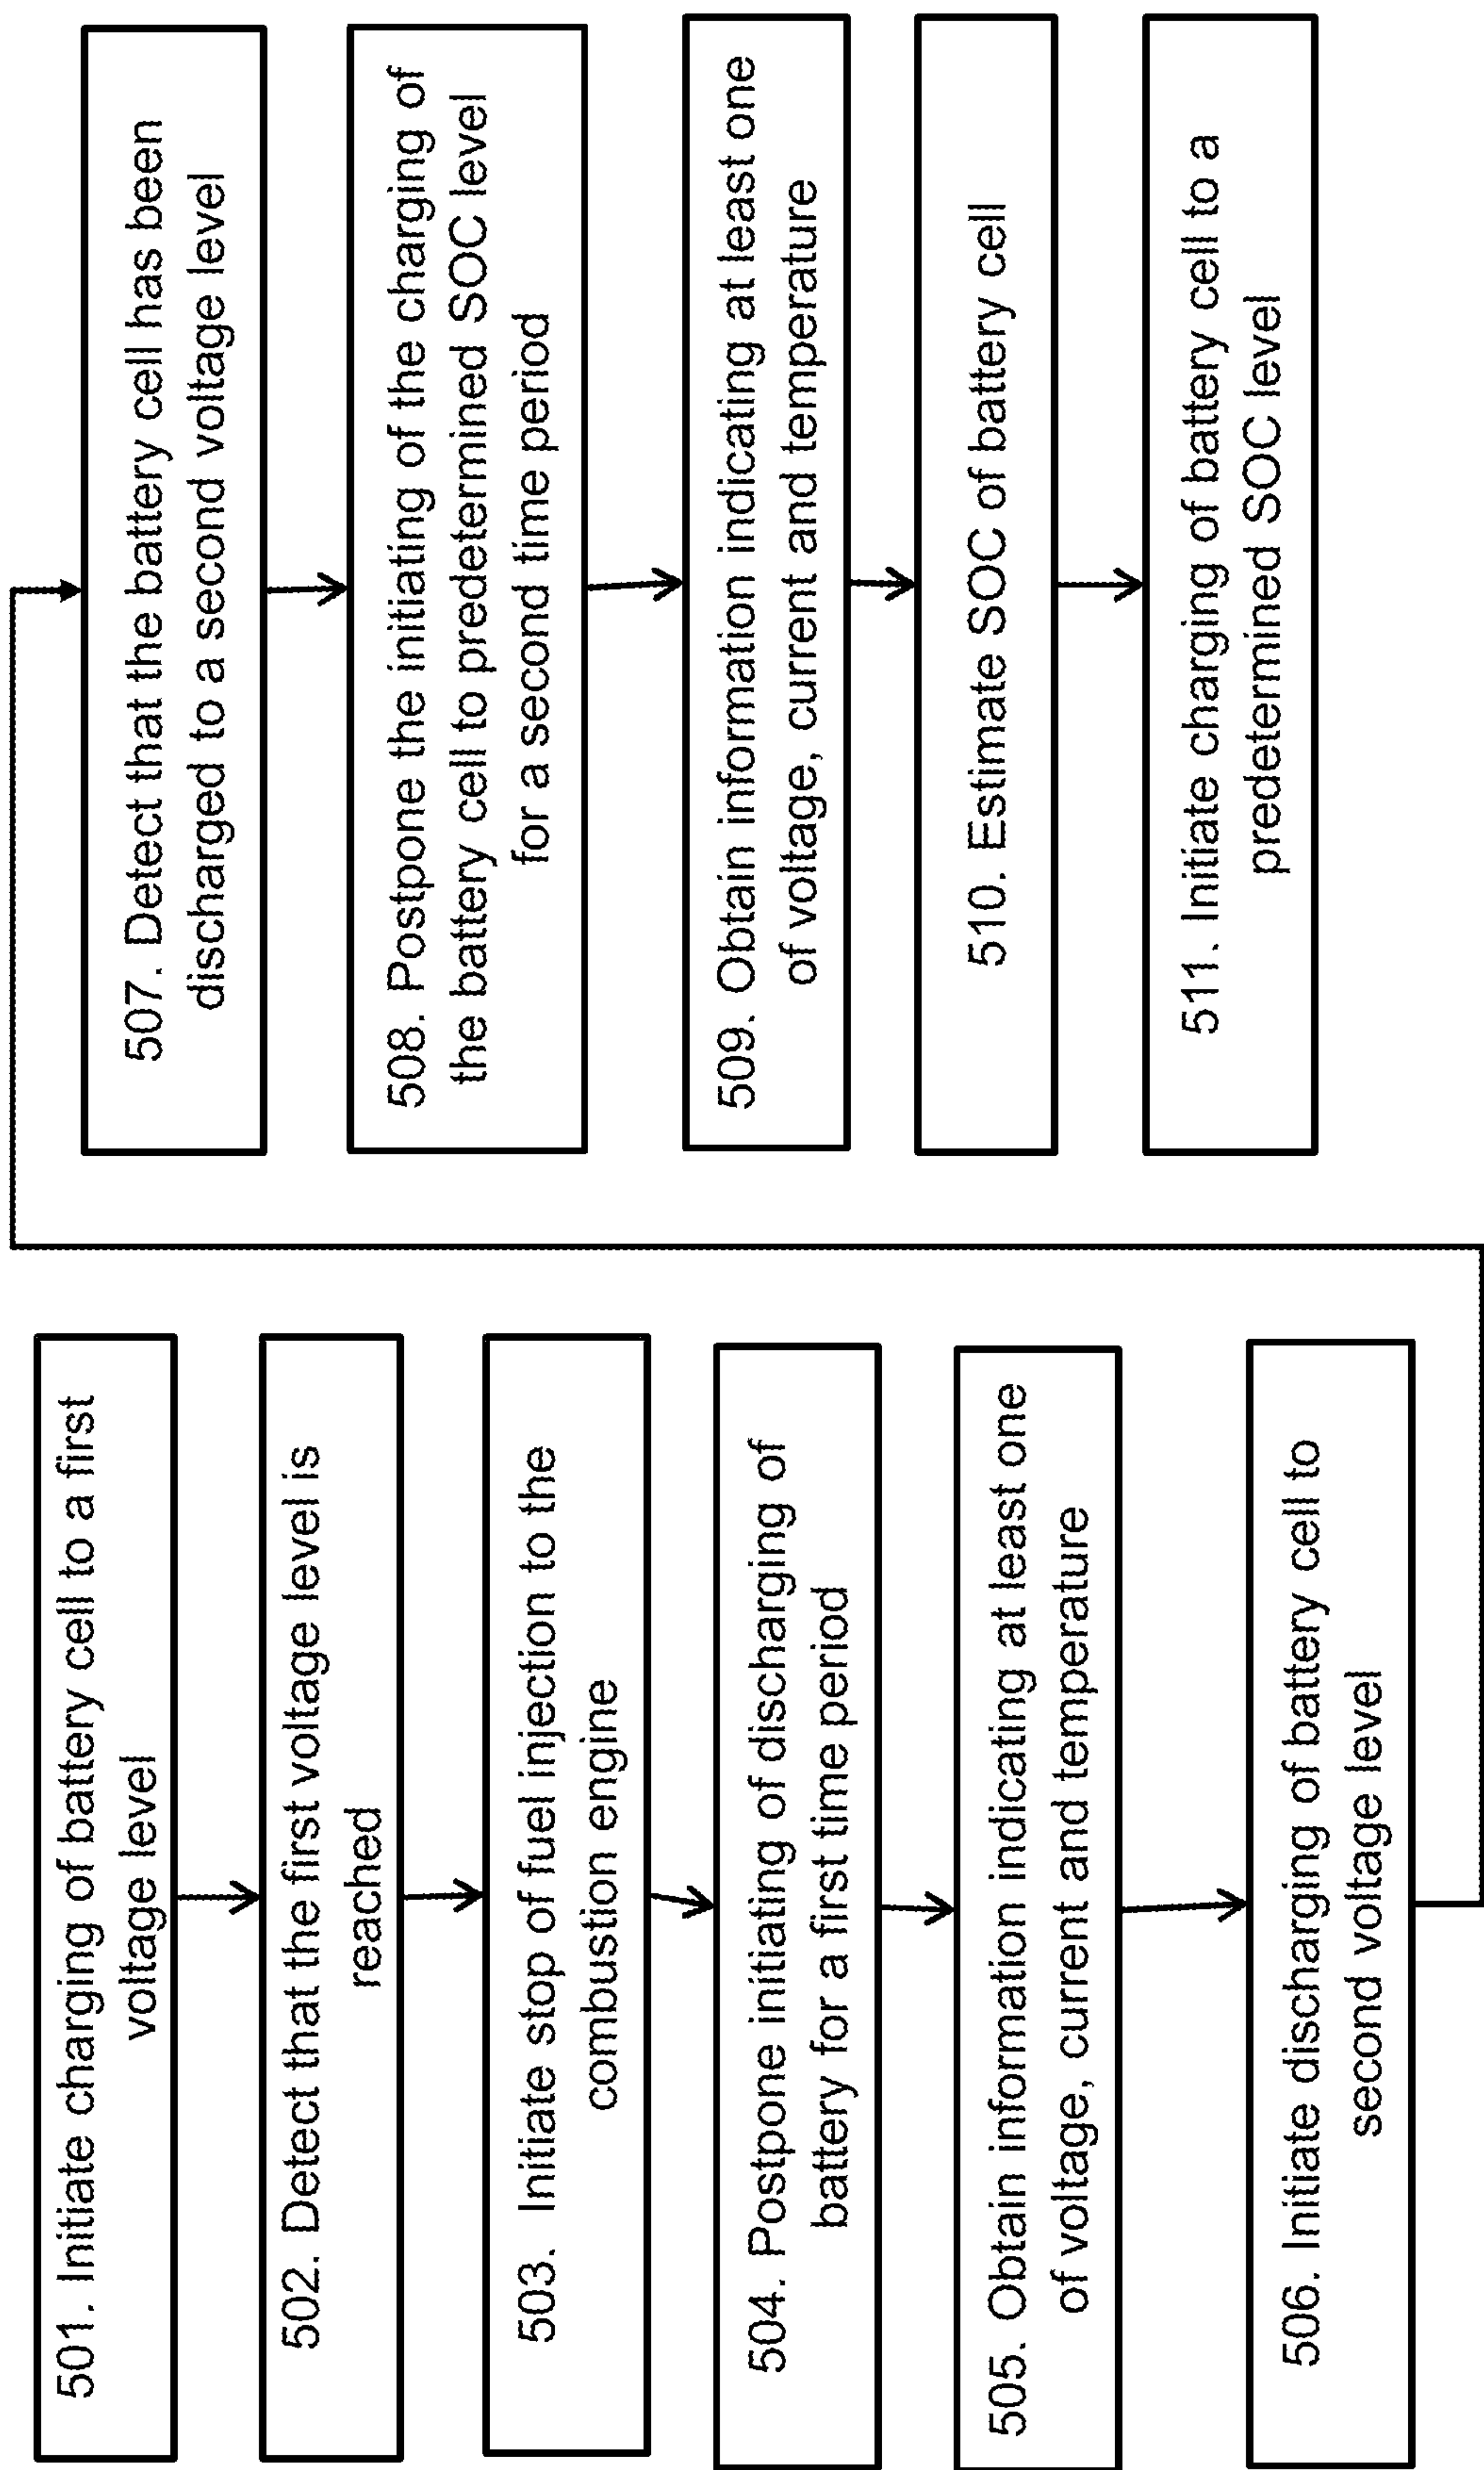 501. Initiate charging of battery cell to a first
voltage level
502. Detect that the first voltage level is
reached
503. Initiate stop of fuel injection to the
combustion engine
504. Postpone initiating of discharging of
battery for a first time period
505. Obtain information indicating at least one
of voltage, current and temperature
506. Initiate discharging of battery cell to
second voltage level
507. Detect that the battery cell has been
discharged to a second voltage level
508. Postpone the initiating of the charging of
the battery cell to predetermined SOC level
for a second time period
509. Obtain information indicating at least one
of voltage, current and temperature
510. Estimate SOC of battery cell
511. Initiate charging of battery cell to a
predetermined SOC level